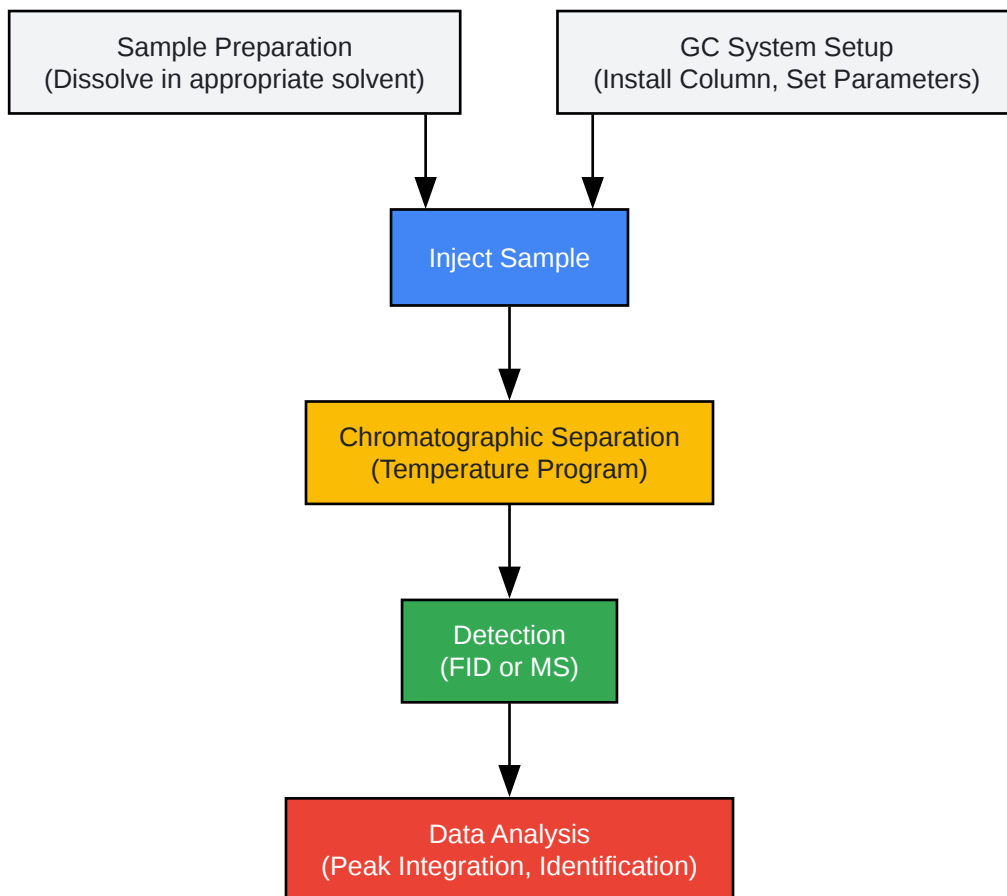 Sample Preparation
(Dissolve in appropriate solvent)
GC System Setup
(Install Column, Set Parameters)
Inject Sample
Chromatographic Separation
(Temperature Program)
Detection
(FID or MS)
Data Analysis
(Peak Integration, Identification)